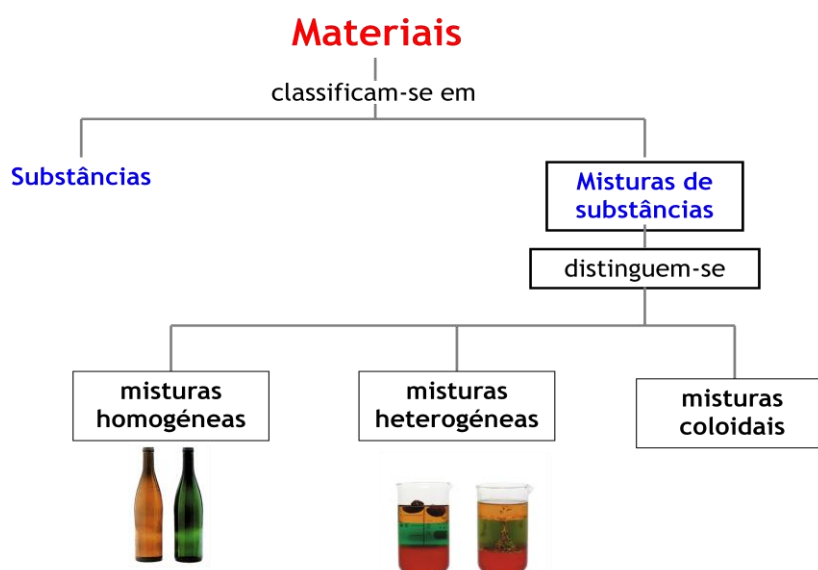 Materiais
classificam-se em
Substâncias
Misturas de
substâncias
distinguem-se
misturas
homogéneas
misturas
heterogéneas
misturas
coloidais